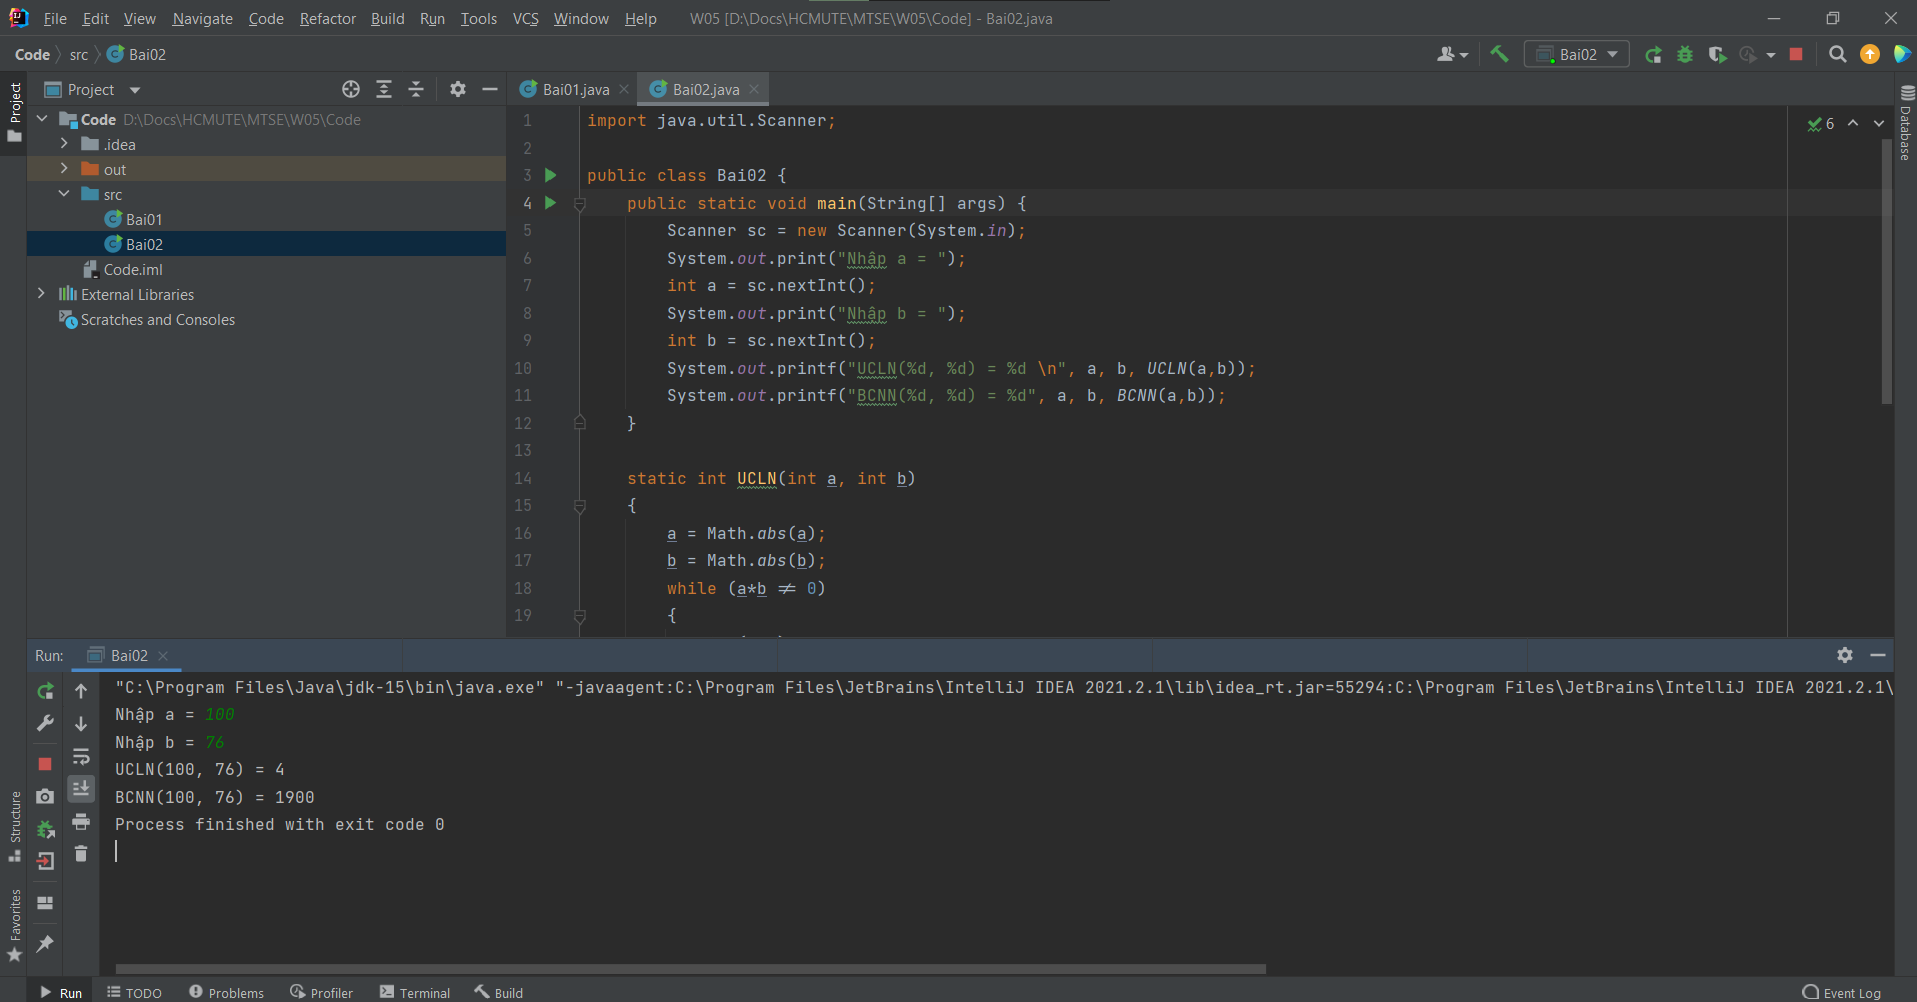 File Edit View Navigate Code Refactor Build Run Tools VCS Window Help W05 [D:\Docs\HCMUTE\MTSE\W05\Code] - Bai02.java
Code src Bai02
Bai02
Project
Project
Code D:\Docs\HCMUTE\MTSE\W05\Code
.idea
out
src
Bai01
Bai02
Code.iml
External Libraries
Scratches and Consoles
Bai01.java Bai02.java
6
Database
1 import java.util.Scanner;
2
3 public class Bai02 {
4 public static void main(String[] args) {
5 Scanner sc = new Scanner(System.in);
6 System.out.print("Nhập a = ");
7 int a = sc.nextInt();
8 System.out.print("Nhập b = ");
9 int b = sc.nextInt();
10 System.out.printf("UCLN(%d, %d) = %d \n", a, b, UCLN(a,b));
11 System.out.printf("BCNN(%d, %d) = %d", a, b, BCNN(a,b));
12 }
13
14 static int UCLN(int a, int b)
15 {
16 a = Math.abs(a);
17 b = Math.abs(b);
18 while (a*b ≠ 0)
19 {
Run: Bai02
"C:\Program Files\Java\jdk-15\bin\java.exe" "-javaagent:C:\Program Files\JetBrains\IntelliJ IDEA 2021.2.1\lib\idea_rt.jar=55294:C:\Program Files\JetBrains\IntelliJ IDEA 2021.2.1\
Nhập a = 100
Nhập b = 76
UCLN(100, 76) = 4
BCNN(100, 76) = 1900
Process finished with exit code 0
Structure
Favorites
Run TODO Problems Profiler Terminal Build Event Log